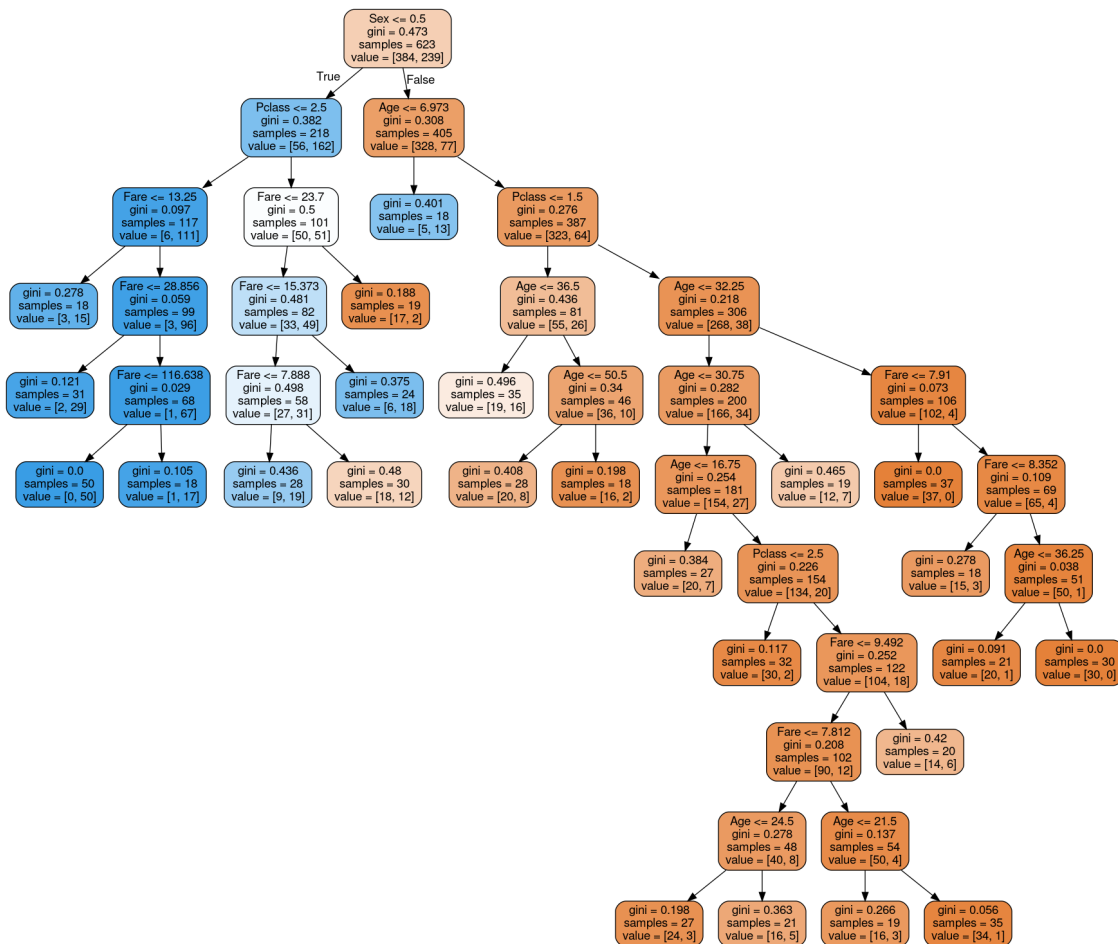 Sex <= 0.5
gini = 0.473
samples = 623
value = [384, 239]
True
False
Pclass <= 2.5
gini = 0.382
samples = 218
value = [56, 162]
Age <= 6.973
gini = 0.308
samples = 405
value = [328, 77]
Fare <= 13.25
gini = 0.097
samples = 117
value = [6, 111]
Fare <= 23.7
gini = 0.5
samples = 101
value = [50, 51]
gini = 0.401
samples = 18
value = [5, 13]
Pclass <= 1.5
gini = 0.276
samples = 387
value = [323, 64]
gini = 0.278
samples = 18
value = [3, 15]
Fare <= 28.856
gini = 0.059
samples = 99
value = [3, 96]
Fare <= 15.373
gini = 0.481
samples = 82
value = [33, 49]
gini = 0.188
samples = 19
value = [17, 2]
Age <= 36.5
gini = 0.436
samples = 81
value = [55, 26]
Age <= 32.25
gini = 0.218
samples = 306
value = [268, 38]
gini = 0.121
samples = 31
value = [2, 29]
Fare <= 116.638
gini = 0.029
samples = 68
value = [1, 67]
Fare <= 7.888
gini = 0.498
samples = 58
value = [27, 31]
gini = 0.375
samples = 24
value = [6, 18]
gini = 0.496
samples = 35
value = [19, 16]
Age <= 50.5
gini = 0.34
samples = 46
value = [36, 10]
Age <= 30.75
gini = 0.282
samples = 200
value = [166, 34]
Fare <= 7.91
gini = 0.073
samples = 106
value = [102, 4]
gini = 0.0
samples = 50
value = [0, 50]
gini = 0.105
samples = 18
value = [1, 17]
gini = 0.436
samples = 28
value = [9, 19]
gini = 0.48
samples = 30
value = [18, 12]
gini = 0.408
samples = 28
value = [20, 8]
gini = 0.198
samples = 18
value = [16, 2]
Age <= 16.75
gini = 0.254
samples = 181
value = [154, 27]
gini = 0.465
samples = 19
value = [12, 7]
gini = 0.0
samples = 37
value = [37, 0]
Fare <= 8.352
gini = 0.109
samples = 69
value = [65, 4]
gini = 0.384
samples = 27
value = [20, 7]
Pclass <= 2.5
gini = 0.226
samples = 154
value = [134, 20]
gini = 0.278
samples = 18
value = [15, 3]
Age <= 36.25
gini = 0.038
samples = 51
value = [50, 1]
gini = 0.117
samples = 32
value = [30, 2]
Fare <= 9.492
gini = 0.252
samples = 122
value = [104, 18]
gini = 0.091
samples = 21
value = [20, 1]
gini = 0.0
samples = 30
value = [30, 0]
Fare <= 7.812
gini = 0.208
samples = 102
value = [90, 12]
gini = 0.42
samples = 20
value = [14, 6]
Age <= 24.5
gini = 0.278
samples = 48
value = [40, 8]
Age <= 21.5
gini = 0.137
samples = 54
value = [50, 4]
gini = 0.198
samples = 27
value = [24, 3]
gini = 0.363
samples = 21
value = [16, 5]
gini = 0.266
samples = 19
value = [16, 3]
gini = 0.056
samples = 35
value = [34, 1]